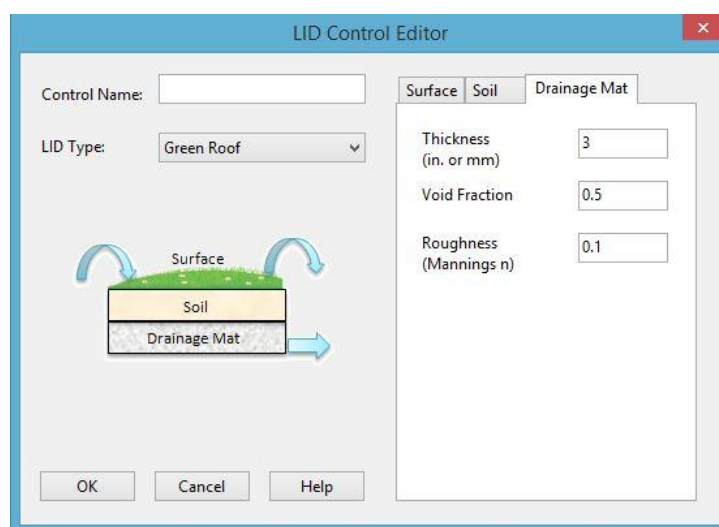 LID Control Editor
Control Name:
LID Type:
Green Roof
Surface
Soil
Drainage Mat
OK
Cancel
Help
Surface
Soil
Drainage Mat
Thickness
(in. or mm)
3
Void Fraction
0.5
Roughness
(Mannings n)
0.1